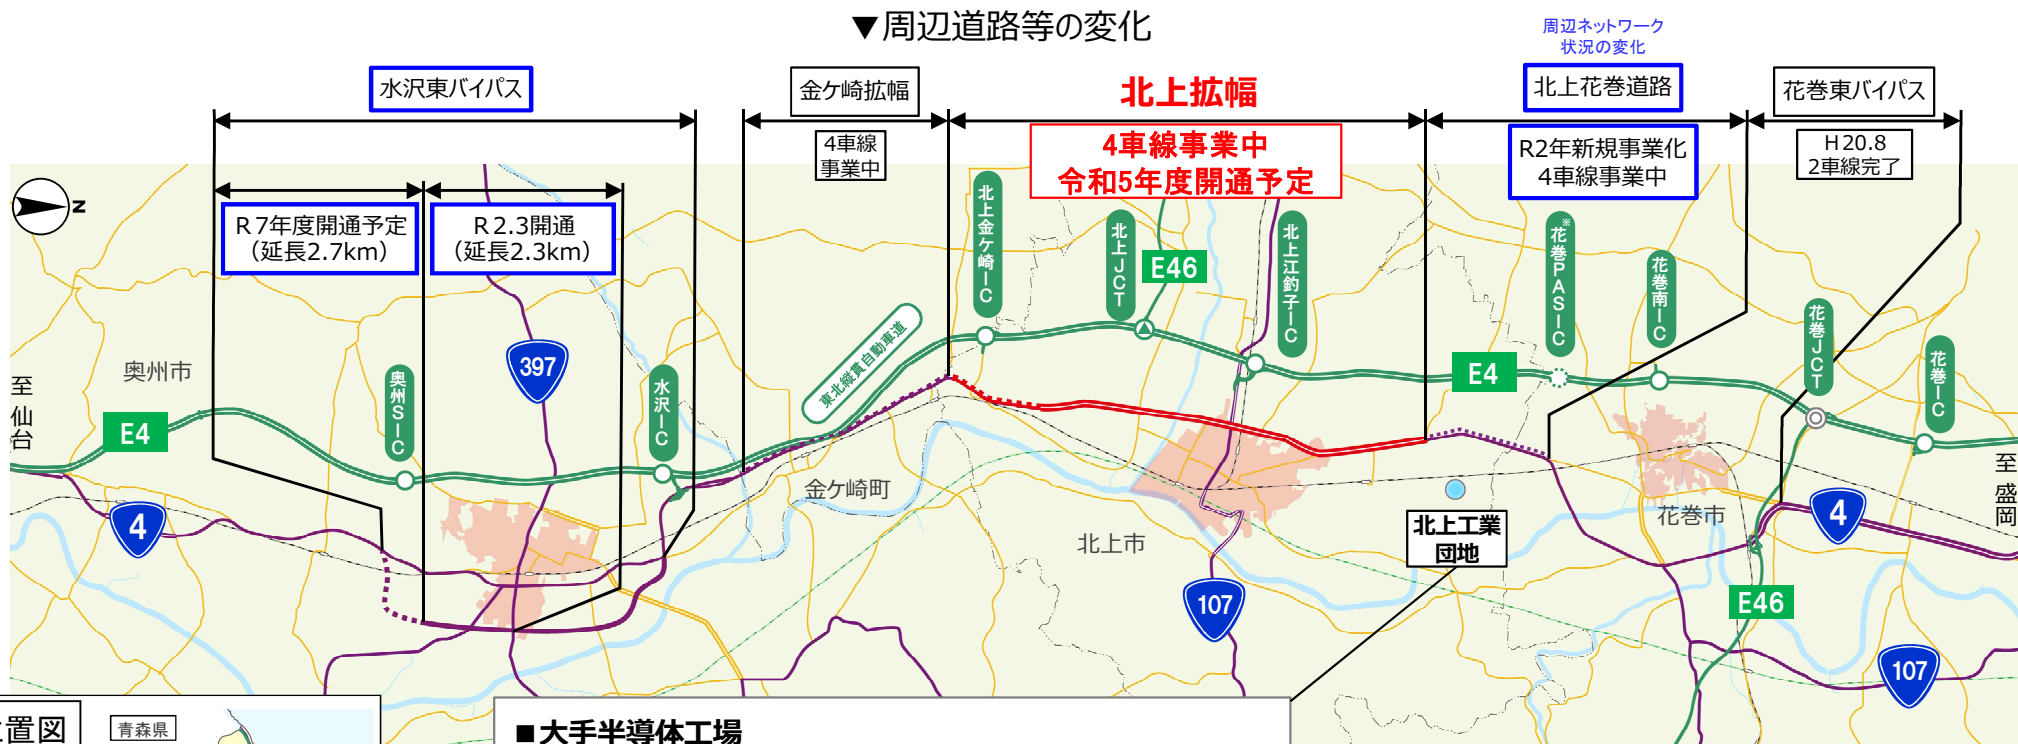 ▼周辺道路等の変化
周辺ネットワーク
状況の変化
水沢東バイパス
金ケ崎拡幅
北上拡幅
北上花巻道路
花巻東バイパス
4車線
事業中
4車線事業中
令和5年度開通予定
R2年新規事業化
4車線事業中
H20.8
2車線完了
N
R7年度開通予定
（延長2.7km）
R2.3開通
（延長2.3km）
北上金ケ崎IC
北上JCT
E46
北上江釣子IC
※花巻PASIC
花巻南IC
花巻JCT
花巻IC
東北縦貫自動車道
397
奥州市
奥州SIC
水沢IC
E4
E4
至 仙台
至 盛岡
4
金ケ崎町
北上市
北上工業
団地
花巻市
4
107
E46
107
置図
青森県
■大手半導体工場